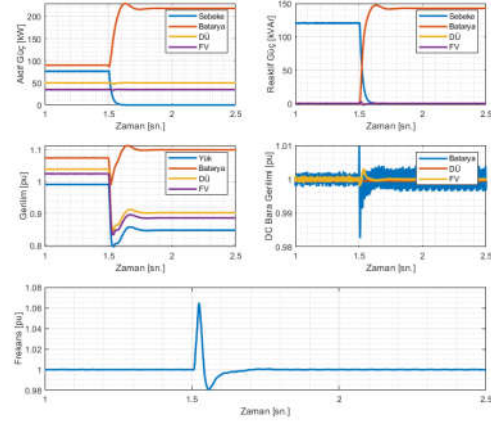 Aktif Güç [kW]
200
150
100
50
0
Şebeke
Batarya
DÜ
FV
1
1.5
2
2.5
Zaman [sn.]
Reaktif Güç [kVAr]
150
100
50
0
Şebeke
Batarya
DÜ
FV
1
1.5
2
2.5
Zaman [sn.]
Gerilim [pu]
1.1
1
0.9
0.8
Yük
Batarya
DÜ
FV
1
1.5
2
2.5
Zaman [sn.]
DC Bara Gerilimi [pu]
1.01
1
0.99
0.98
Batarya
DÜ
FV
1
1.5
2
2.5
Zaman [sn.]
Frekans [pu]
1.08
1.06
1.04
1.02
1
0.98
1
1.5
2
2.5
Zaman [sn.]